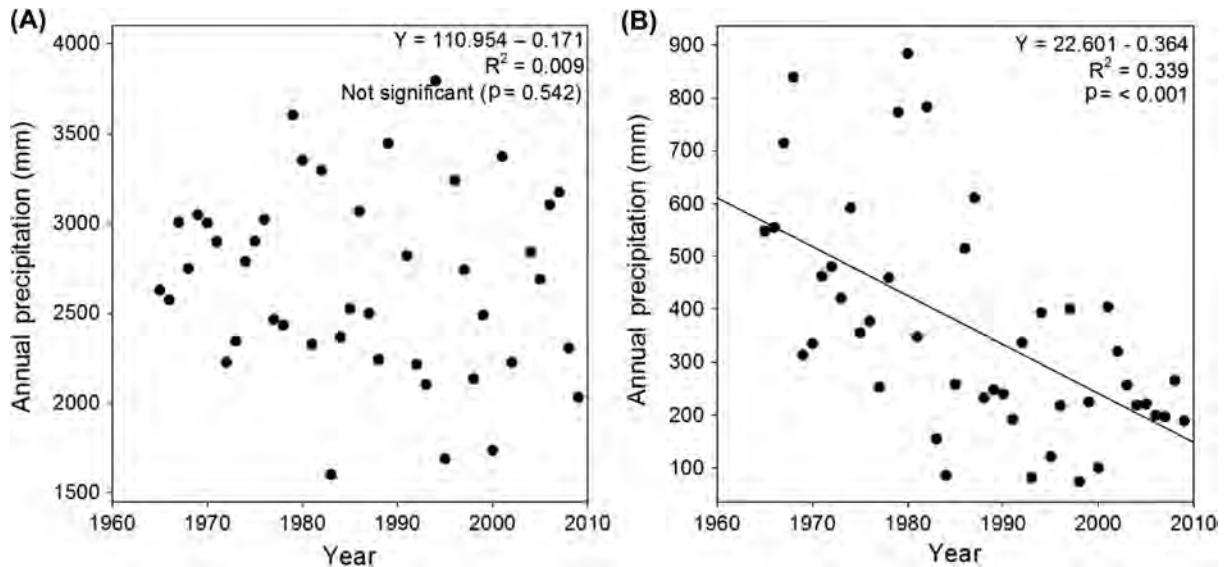 (A)
Y = 110.954 – 0.171
R² = 0.009
Not significant (p = 0.542)
Annual precipitation (mm)
4000
3500
3000
2500
2000
1500
1960 1970 1980 1990 2000 2010
Year
(B)
Y = 22.601 - 0.364
R² = 0.339
p = < 0.001
Annual precipitation (mm)
900
800
700
600
500
400
300
200
100
1960 1970 1980 1990 2000 2010
Year